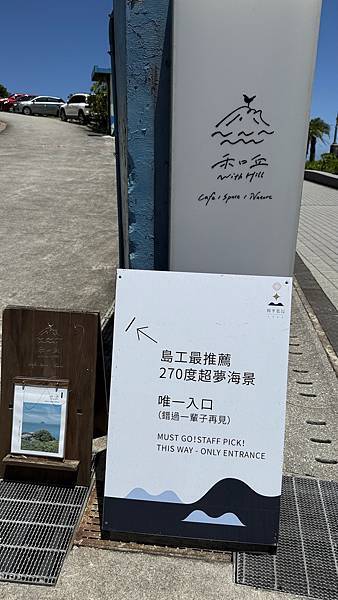 禾日丘
With Hill
Cafe / Space / Nature
島工最推薦
270度超夢海景
唯一入口
(錯過一輩子再見)
MUST GO! STAFF PICK!
THIS WAY - ONLY ENTRANCE